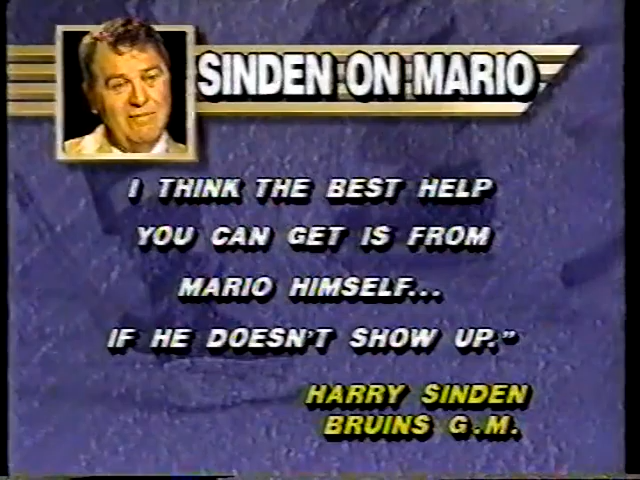 SINDEN ON MARIO
I THINK THE BEST HELP
YOU CAN GET IS FROM
MARIO HIMSELF...
IF HE DOESN'T SHOW UP."
HARRY SINDEN
BRUINS G.M.